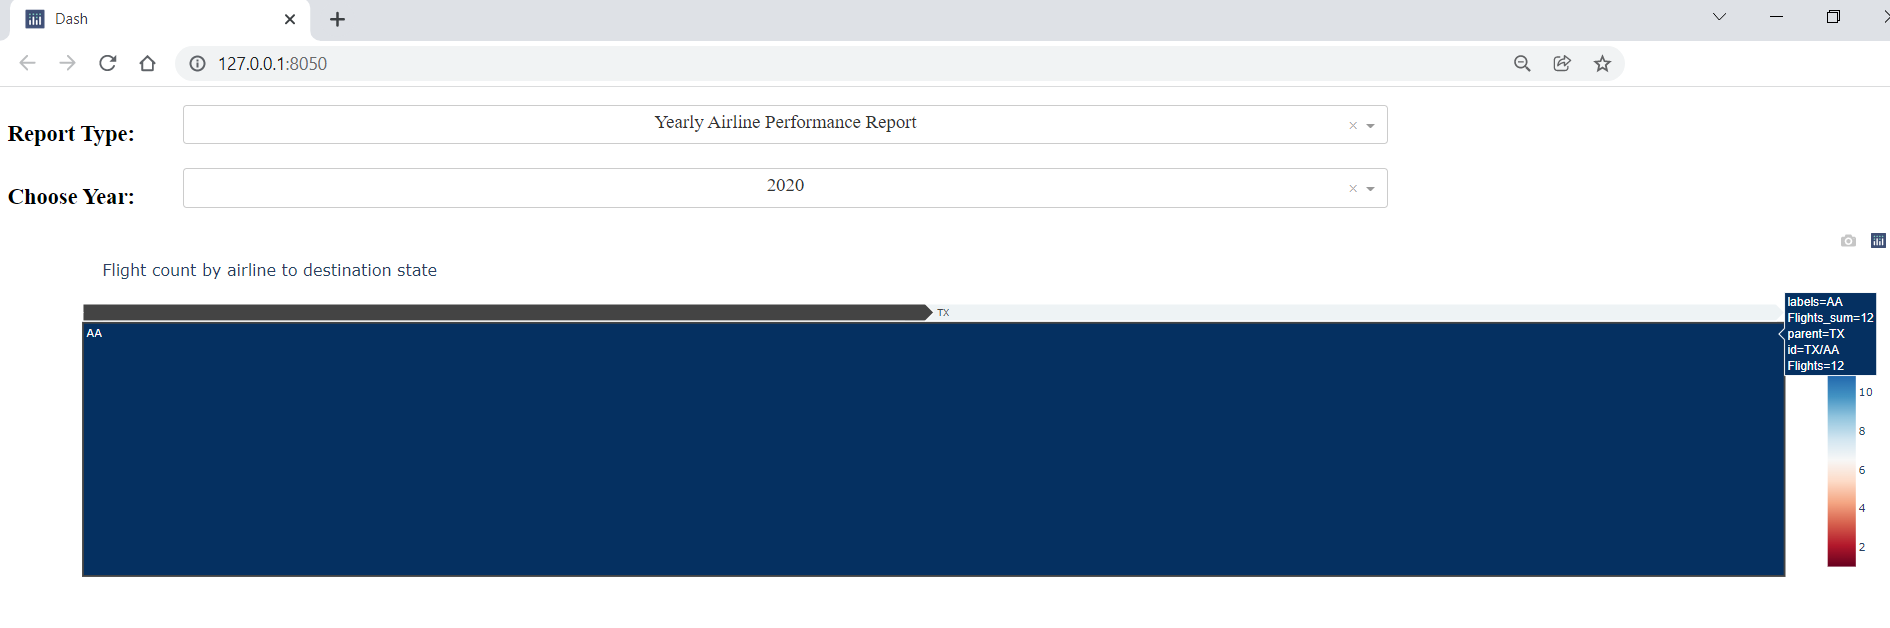 Dash
127.0.0.1:8050
Report Type:
Yearly Airline Performance Report
Choose Year:
2020
Flight count by airline to destination state
TX
AA
labels=AA
Flights_sum=12
parent=TX
id=TX/AA
Flights=12
10
8
6
4
2